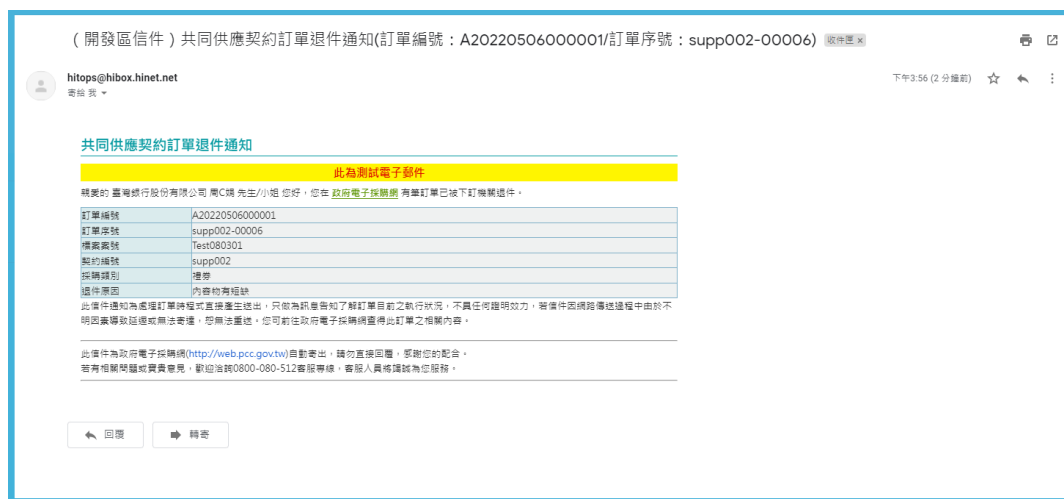 (開發區信件)共同供應契約訂單退件通知(訂單編號:A20220506000001/訂單序號:supp002-00006) 收件匣 ×
hitops@hibox.hinet.net
下午3:56 (2 分鐘前)
寄給 我
共同供應契約訂單退件通知
此為測試電子郵件
親愛的 臺灣銀行股份有限公司 周C娟 先生/小姐 您好,您在 政府電子採購網 有筆訂單已被下訂機關退件。
訂單編號 A20220506000001
訂單序號 supp002-00006
標案案號 Test080301
契約編號 supp002
採購類別 禮券
退件原因 內容物有短缺
此信件通知為處理訂單時程式直接產生送出,只做為訊息告知了解訂單目前之執行狀況,不具任何證明效力,若信件因網路傳送過程中由於不
明因素導致延遲或無法寄達,恕無法重送。您可前往政府電子採購網查得此訂單之相關內容。
此信件為政府電子採購網(http://web.pcc.gov.tw)自動寄出,請勿直接回覆,感謝您的配合。
若有相關問題或寶貴意見,歡迎洽詢0800-080-512客服專線,客服人員將竭誠為您服務。
回覆
轉寄